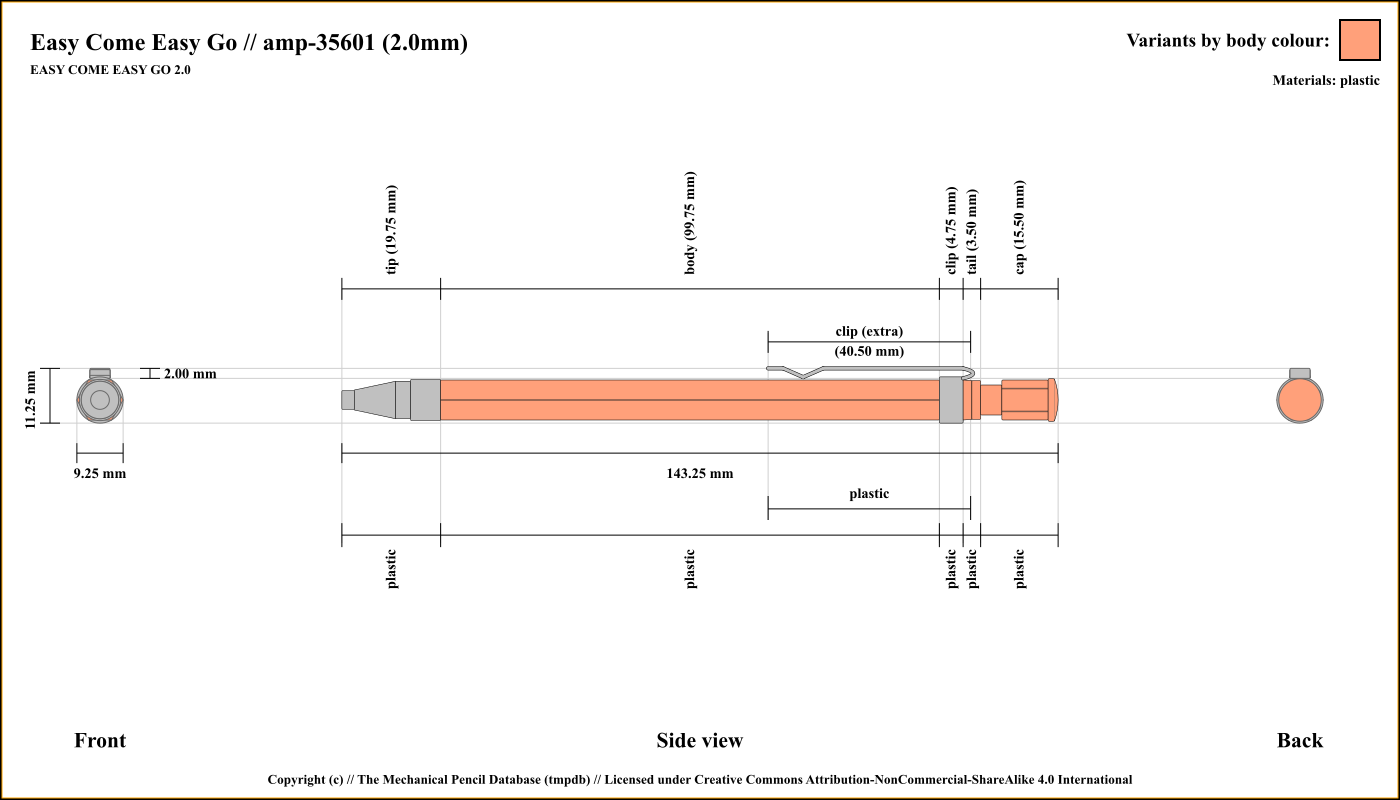 Easy Come Easy Go // amp-35601 (2.0mm)
EASY COME EASY GO 2.0
Variants by body colour:
Materials: plastic
tip (19.75 mm)
body (99.75 mm)
clip (4.75 mm)
tail (3.50 mm)
cap (15.50 mm)
clip (extra)
(40.50 mm)
2.00 mm
11.25 mm
9.25 mm
143.25 mm
plastic
plastic
plastic
plastic
plastic
plastic
Front
Side view
Back
Copyright (c) // The Mechanical Pencil Database (tmpdb) // Licensed under Creative Commons Attribution-NonCommercial-ShareAlike 4.0 International